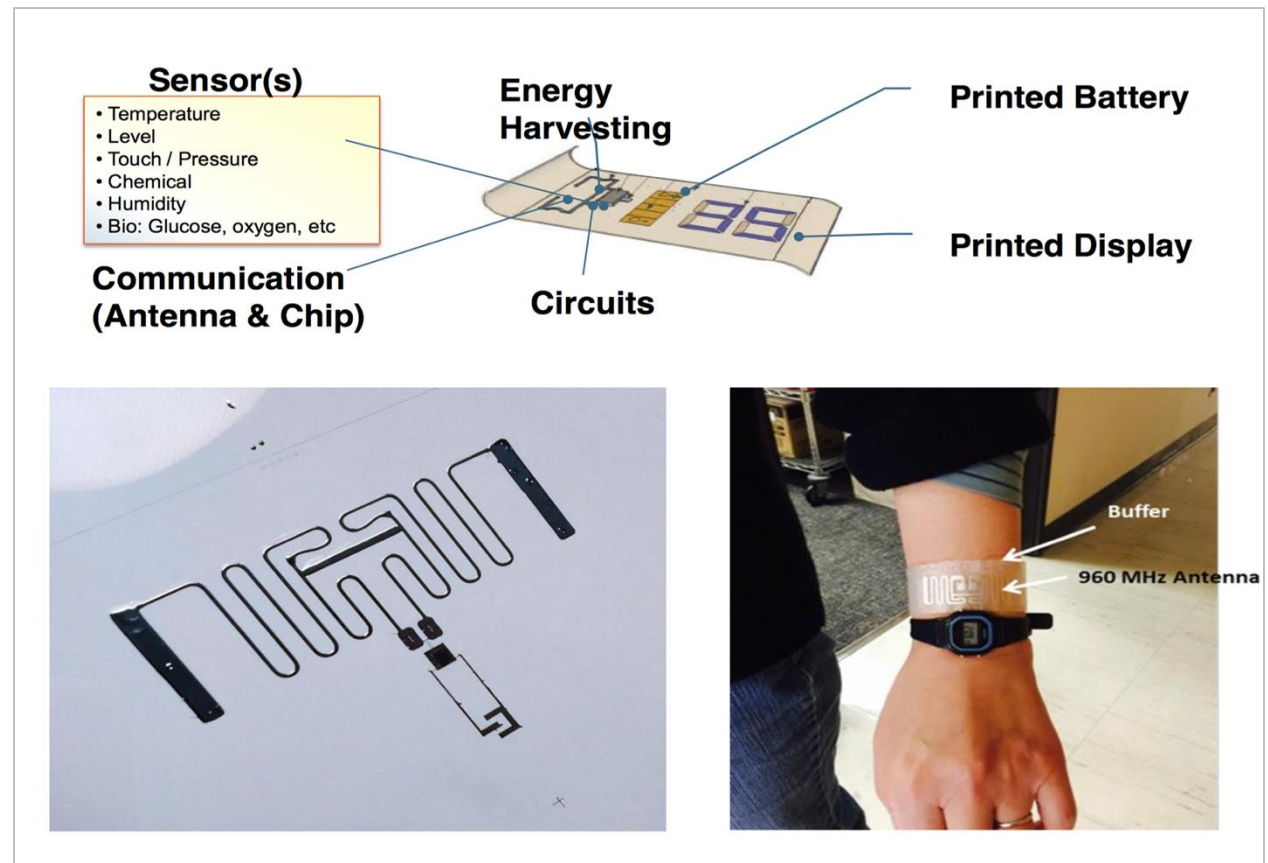 Sensor(s)
• Temperature
• Level
• Touch / Pressure
• Chemical
• Humidity
• Bio: Glucose, oxygen, etc
Energy
Harvesting
Printed Battery
35
Printed Display
Communication
(Antenna & Chip)
Circuits
Buffer
960 MHz Antenna